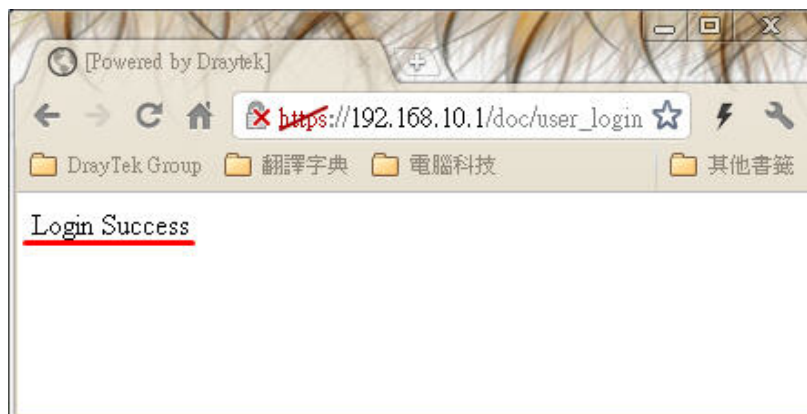 [Powered by Draytek]
https://192.168.10.1/doc/user_login
DrayTek Group 翻譯字典 電腦科技 其他書籤
Login Success